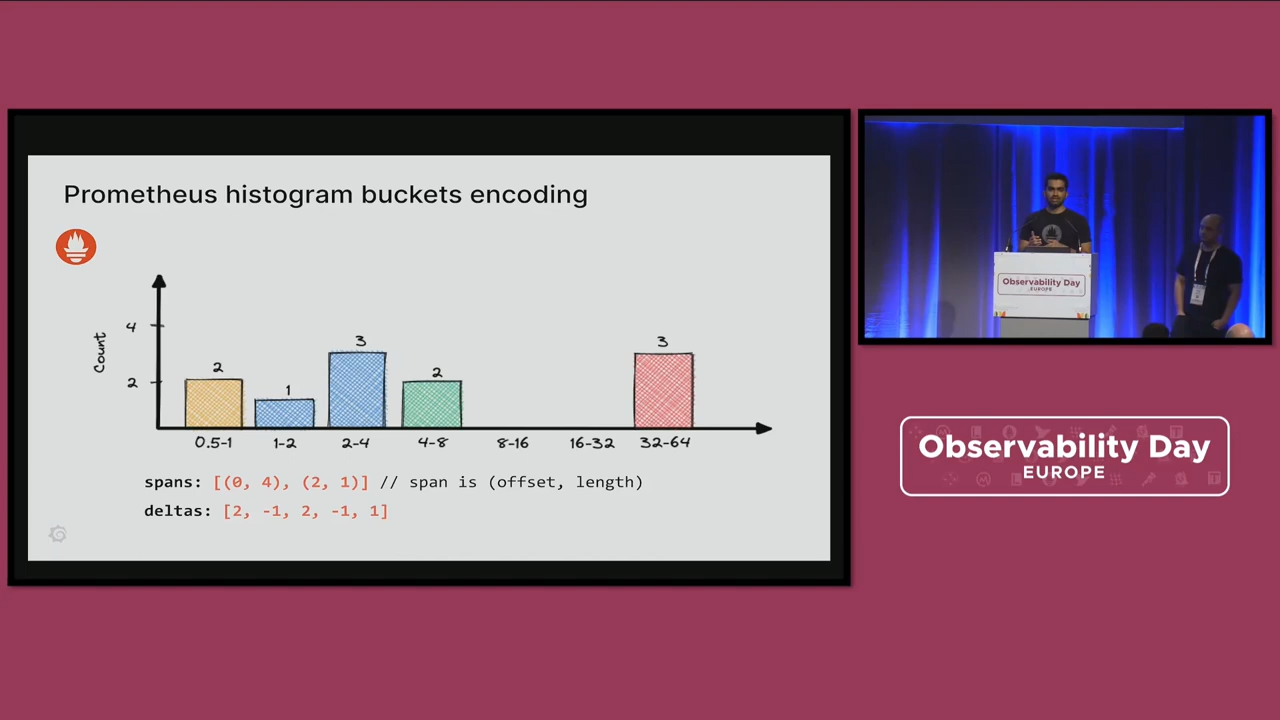 Prometheus histogram buckets encoding
Count
4
2
2
1
3
2
3
0.5-1
1-2
2-4
4-8
8-16
16-32
32-64
spans: [(0, 4), (2, 1)] // span is (offset, length)
deltas: [2, -1, 2, -1, 1]
Observability Day
EUROPE
Observability Day
EUROPE